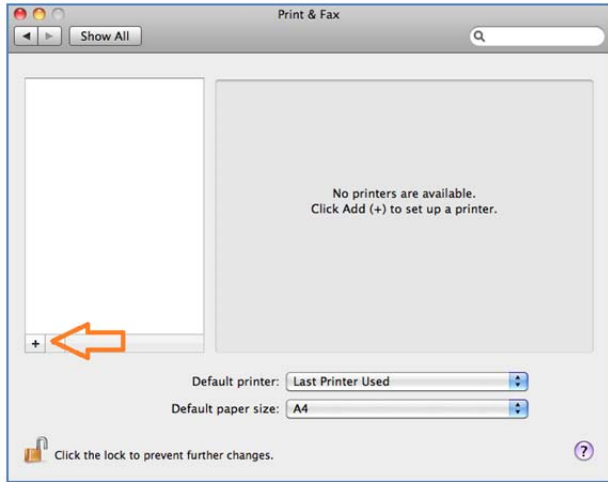 Print & Fax
Show All
No printers are available.
Click Add (+) to set up a printer.
+
Default printer: Last Printer Used
Default paper size: A4
Click the lock to prevent further changes.
?